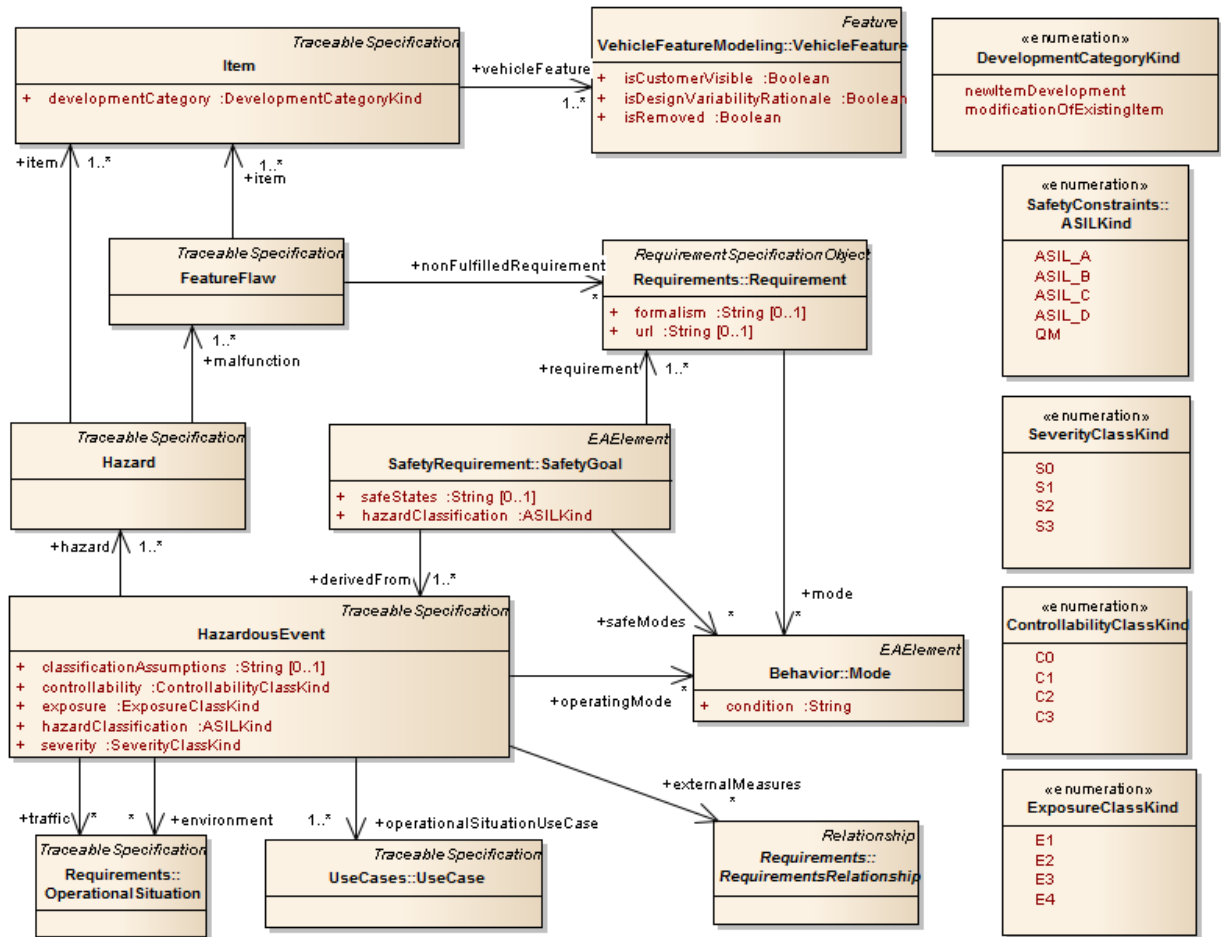 Traceable Specification
Item
+ developmentCategory :DevelopmentCategoryKind
+vehicleFeature
1..*
Feature
VehicleFeatureModeling::VehicleFeature
+ isCustomerVisible :Boolean
+ isDesignVariabilityRationale :Boolean
+ isRemoved :Boolean
«enumeration»
DevelopmentCategoryKind
newItemDevelopment
modificationOfExistingItem
+item
1..*
1..*
+item
«enumeration»
SafetyConstraints::
ASILKind
ASIL_A
ASIL_B
ASIL_C
ASIL_D
QM
Traceable Specification
FeatureFlaw
+nonFulfilledRequirement
*
Requirement Specification Object
Requirements::Requirement
+ formalism :String [0..1]
+ url :String [0..1]
1..*
+malfunction
+requirement
1..*
Traceable Specification
Hazard
EAElement
SafetyRequirement::SafetyGoal
+ safeStates :String [0..1]
+ hazardClassification :ASILKind
«enumeration»
SeverityClassKind
S0
S1
S2
S3
+hazard
1..*
+derivedFrom
1..*
+safeModes
*
+mode
*
Traceable Specification
HazardousEvent
+ classificationAssumptions :String [0..1]
+ controllability :ControllabilityClassKind
+ exposure :ExposureClassKind
+ hazardClassification :ASILKind
+ severity :SeverityClassKind
+operatingMode
*
EAElement
Behavior::Mode
+ condition :String
«enumeration»
ControllabilityClassKind
C0
C1
C2
C3
+traffic
*
*
+environment
1..*
+operationalSituationUseCase
+externalMeasures
*
Traceable Specification
Requirements::
OperationalSituation
Traceable Specification
UseCases::UseCase
Relationship
Requirements::
RequirementsRelationship
«enumeration»
ExposureClassKind
E1
E2
E3
E4